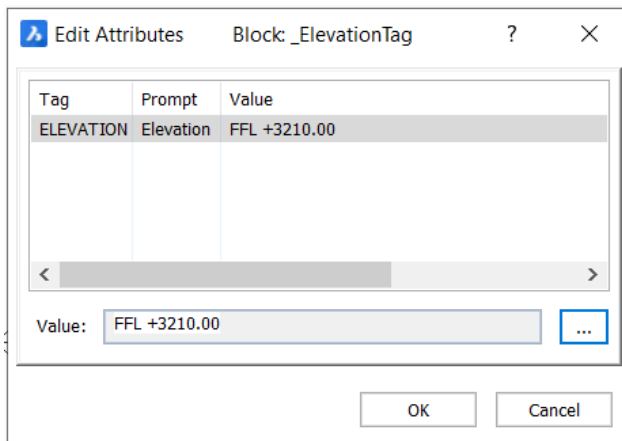 Edit Attributes Block: _ElevationTag ?
Tag Prompt Value
ELEVATION Elevation FFL +3210.00
Value: FFL +3210.00 ...
OK Cancel